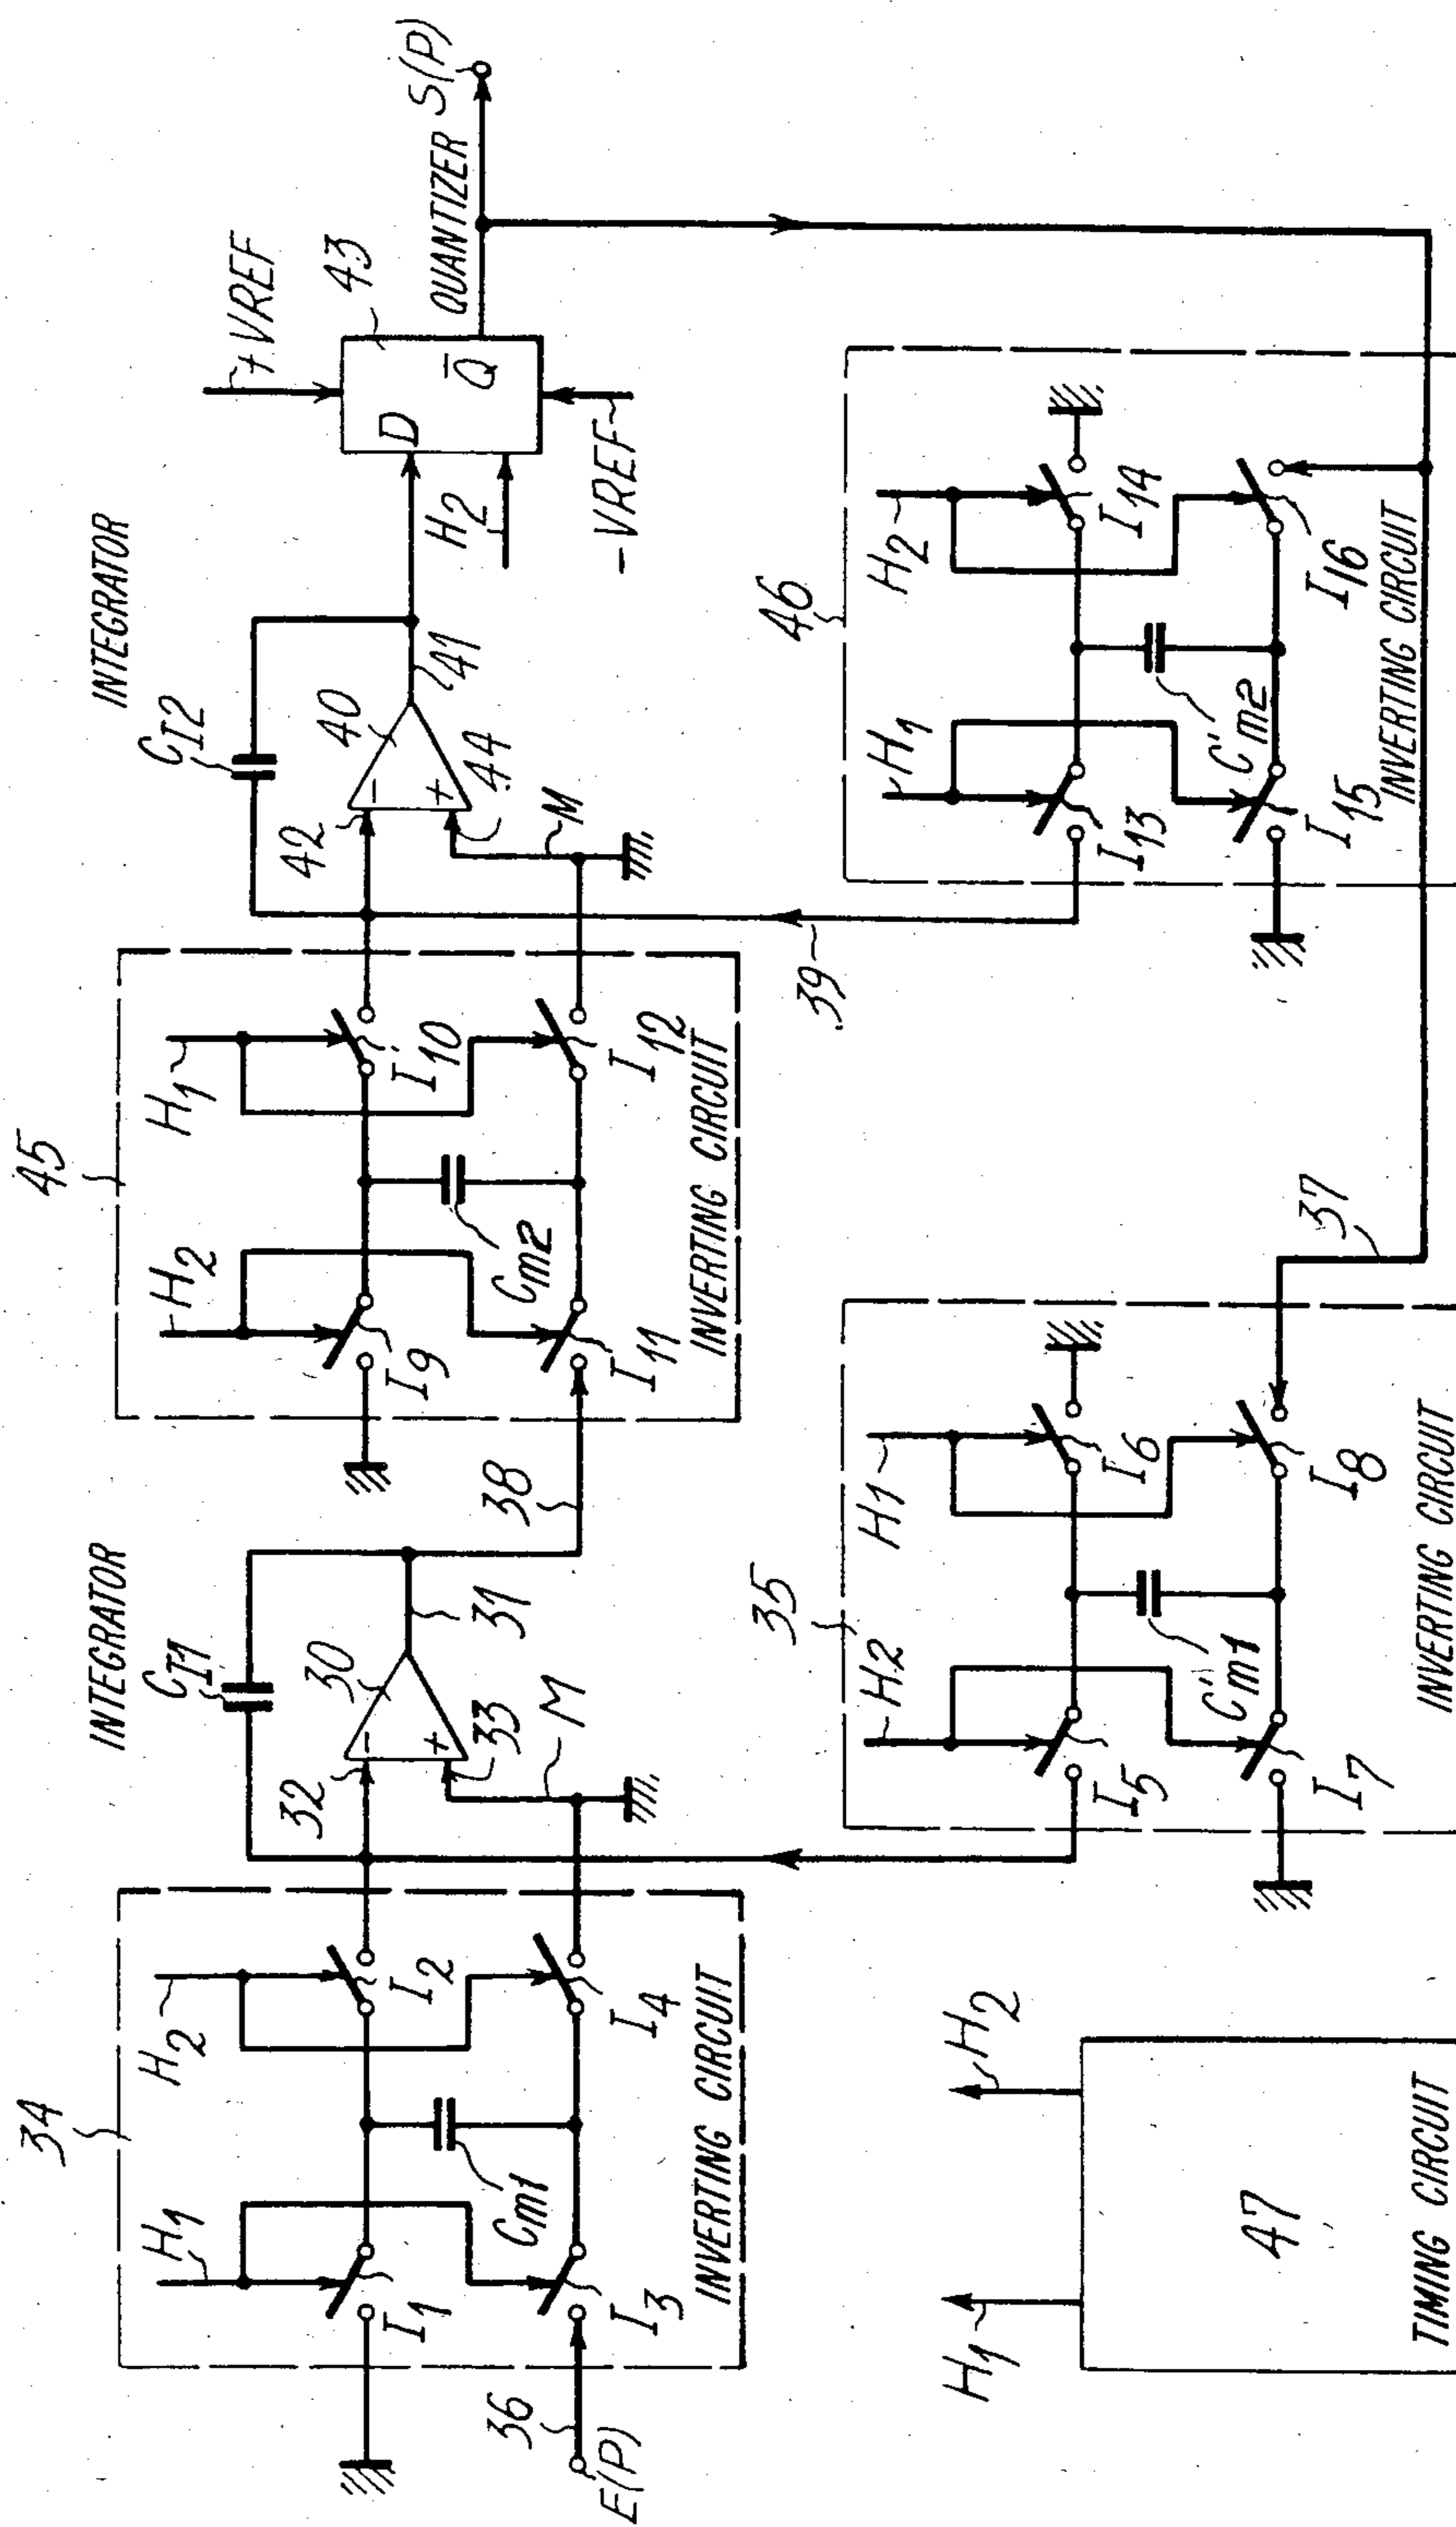 34
H1
H2
I1
I2
Cm1
I3
I4
36
E(P)
INVERTING CIRCUIT
INTEGRATOR
CI1
32
30
−
+
33
31
M
38
45
H2
H1
I9
I10
Cm2
I11
I12
INVERTING CIRCUIT
INTEGRATOR
CI2
42
40
−
+
44
41
M
39
+VREF
43
D
Q̄
H2
−VREF
QUANTIZER
S(P)
H1
H2
47
TIMING CIRCUIT
35
H2
H1
I5
I6
C'm1
I7
I8
INVERTING CIRCUIT
37
46
H1
H2
I13
I14
C'm2
I15
I16
INVERTING CIRCUIT